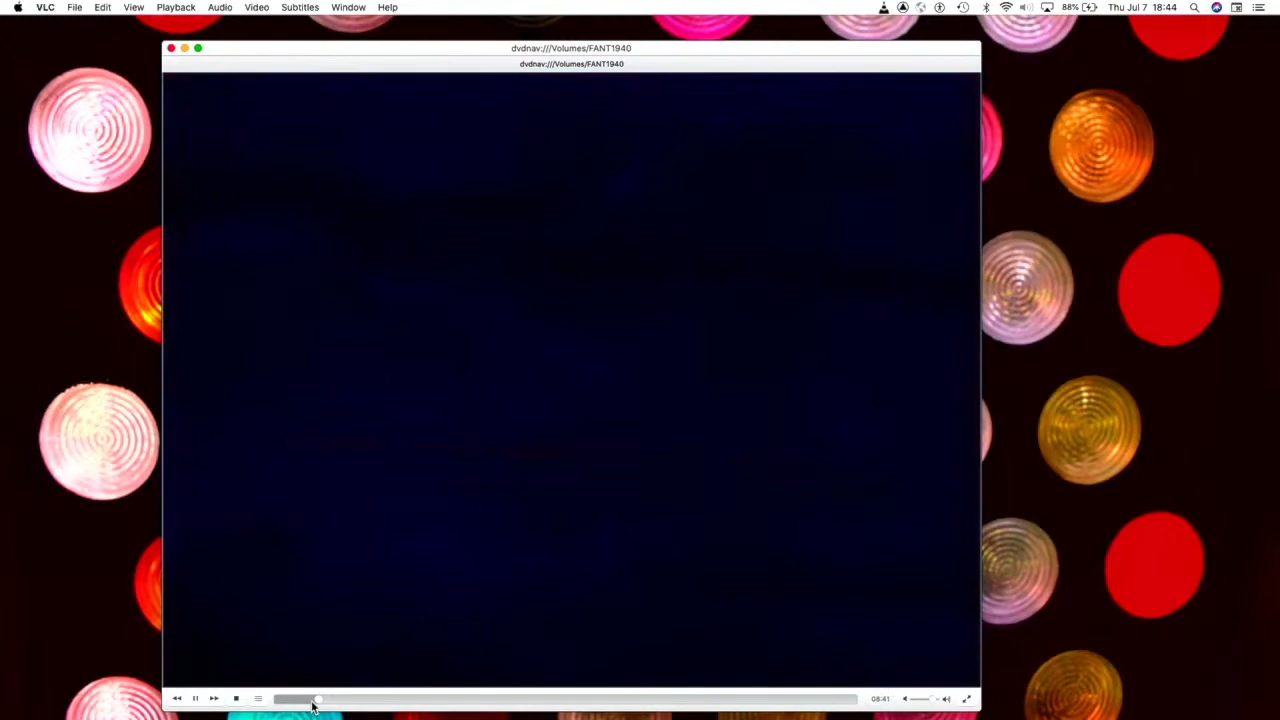 VLC File Edit View Playback Audio Video Subtitles Window Help 88% Thu Jul 7 18:44
dvdnav:///Volumes/FANT1940
dvdnav:///Volumes/FANT1940
08:41